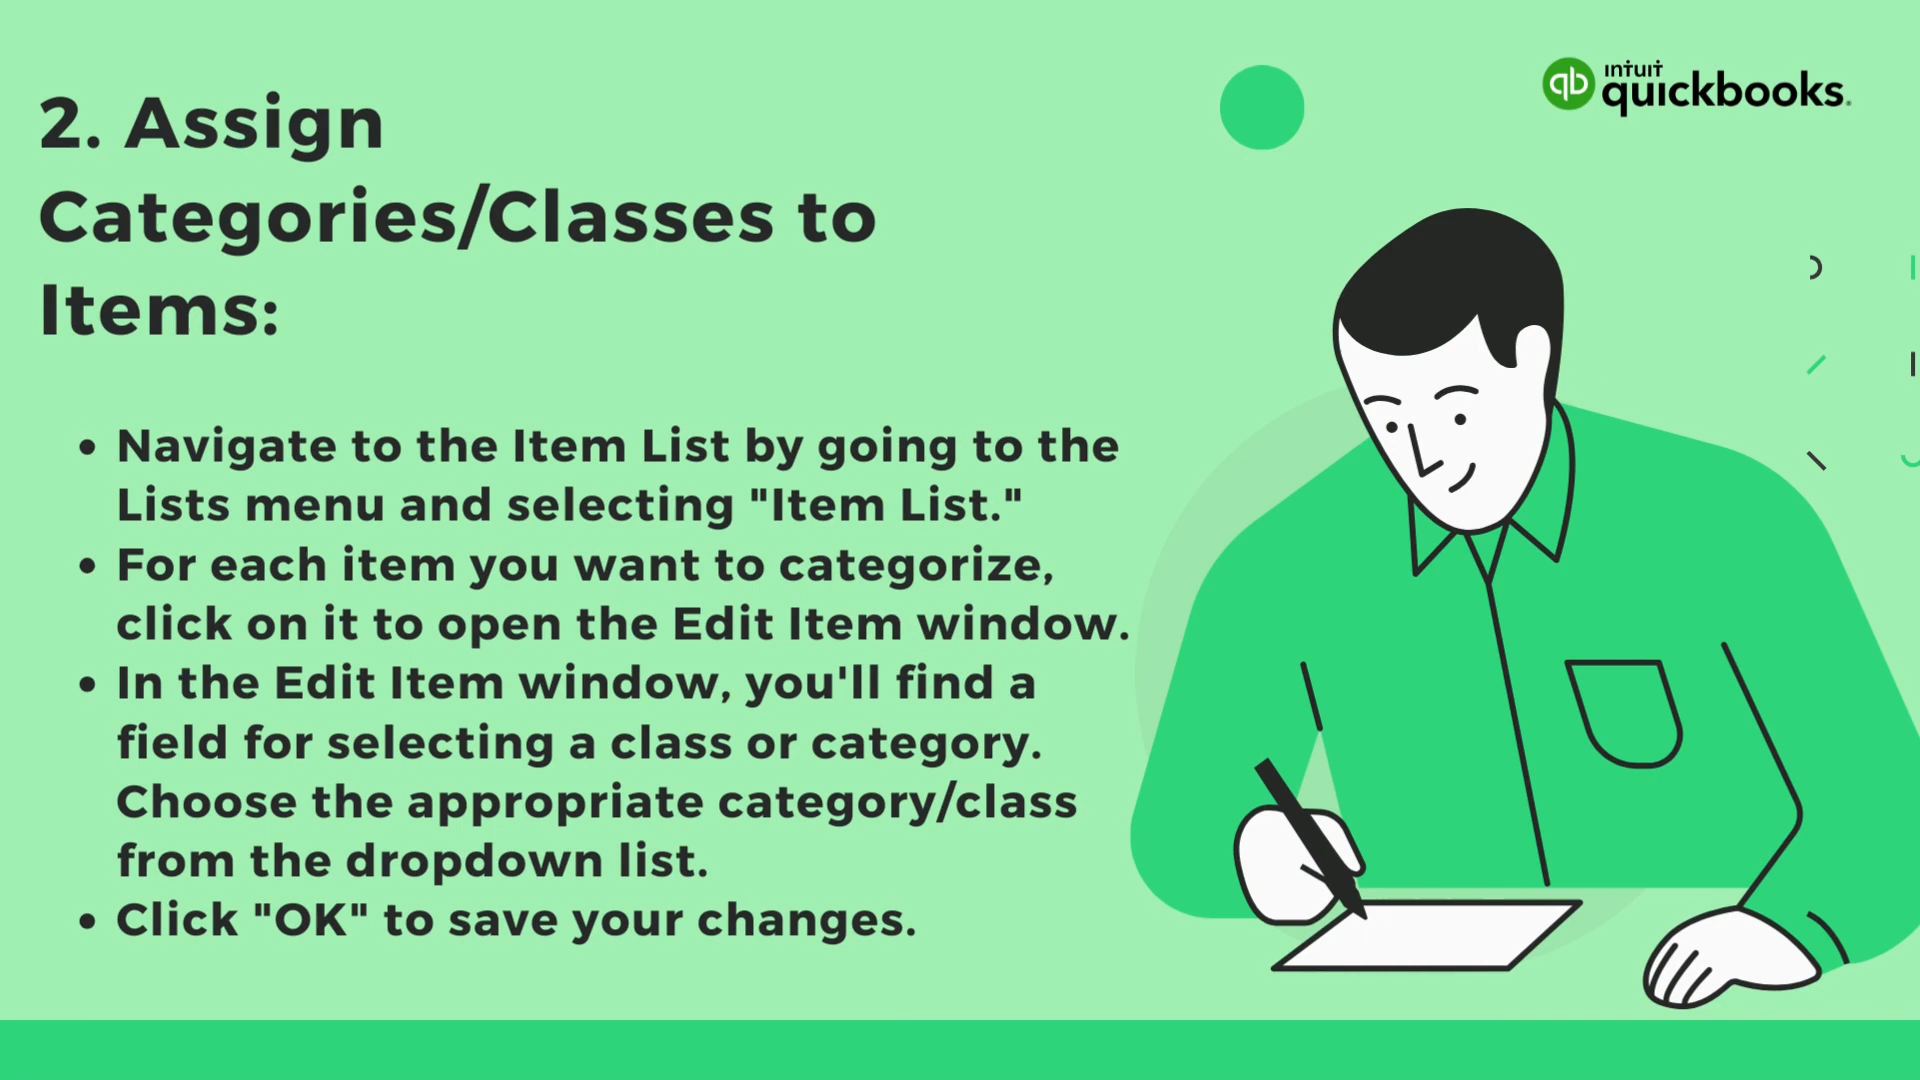 intuit
qb quickbooks.
2. Assign
Categories/Classes to
Items:
• Navigate to the Item List by going to the
Lists menu and selecting "Item List."
• For each item you want to categorize,
click on it to open the Edit Item window.
• In the Edit Item window, you'll find a
field for selecting a class or category.
Choose the appropriate category/class
from the dropdown list.
• Click "OK" to save your changes.